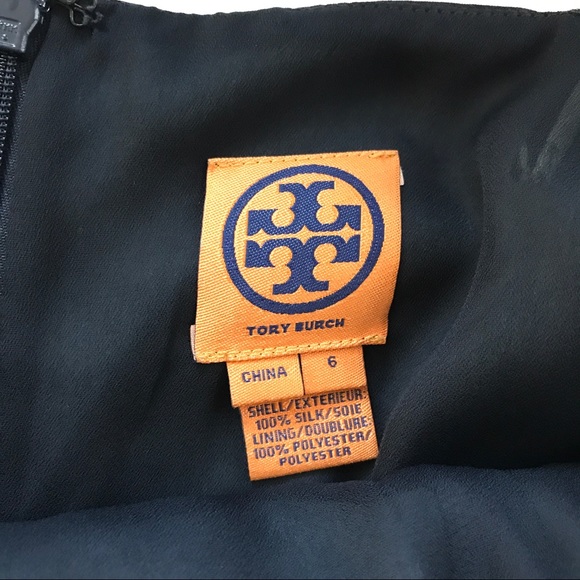 TORY BURCH
CHINA
6
SHELL/EXTERIEUR:
100% SILK/SOIE
LINING/DOUBLURE:
100% POLYESTER/
POLYESTER